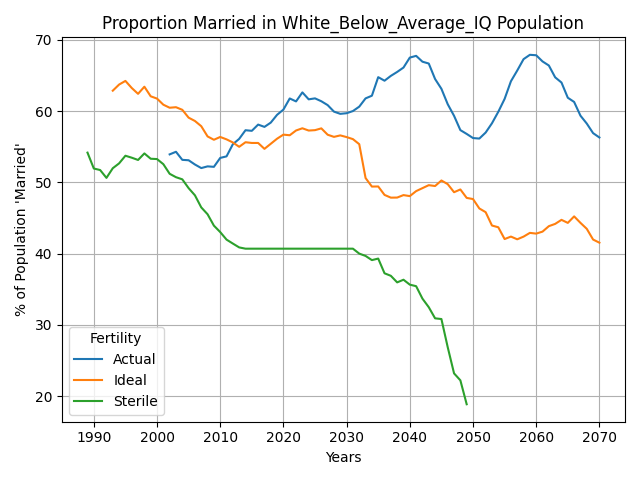 Proportion Married in White_Below_Average_IQ Population
% of Population 'Married'
70
60
50
40
30
20
Fertility
Actual
Ideal
Sterile
1990 2000 2010 2020 2030 2040 2050 2060 2070
Years